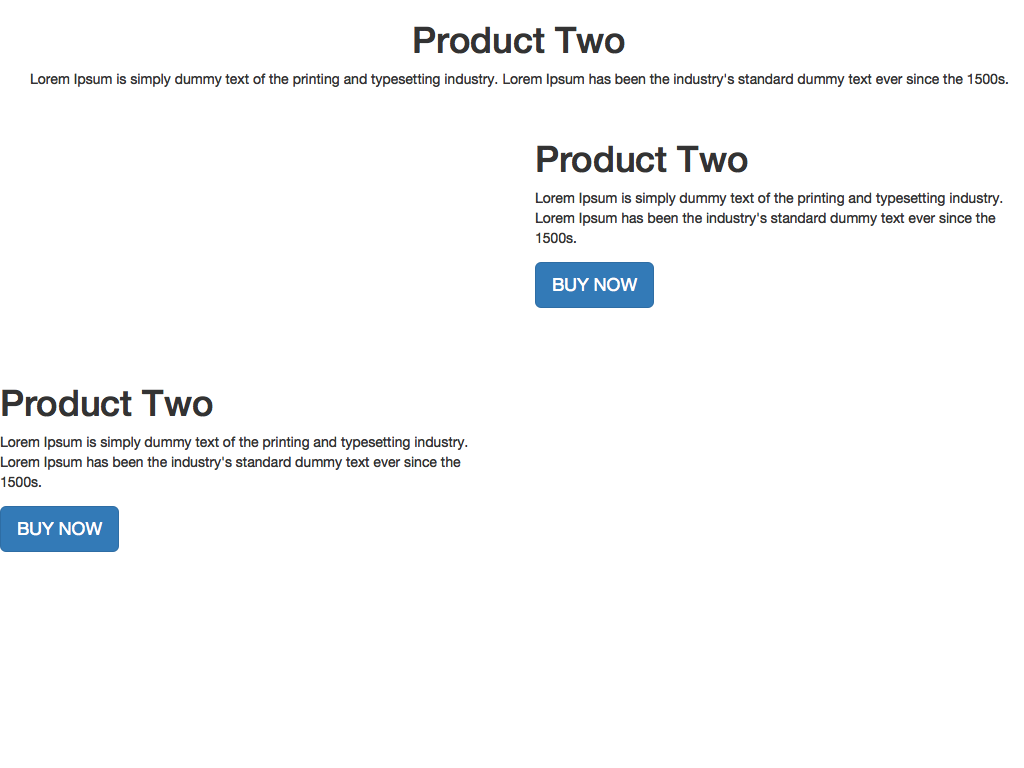 Product Two
Lorem Ipsum is simply dummy text of the printing and typesetting industry. Lorem Ipsum has been the industry's standard dummy text ever since the 1500s.
Product Two
Lorem Ipsum is simply dummy text of the printing and typesetting industry.
Lorem Ipsum has been the industry's standard dummy text ever since the
1500s.
BUY NOW
Product Two
Lorem Ipsum is simply dummy text of the printing and typesetting industry.
Lorem Ipsum has been the industry's standard dummy text ever since the
1500s.
BUY NOW